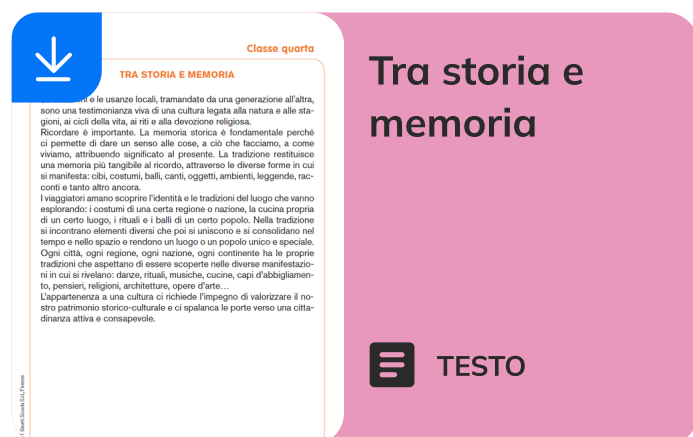 Classe quarta
TRA STORIA E MEMORIA
e le usanze locali, tramandate da una generazione all'altra,
sono una testimonianza viva di una cultura legata alla natura e alle sta-
gioni, ai cicli della vita, ai riti e alla devozione religiosa.
Ricordare è importante. La memoria storica è fondamentale perché
ci permette di dare un senso alle cose, a ciò che facciamo, a come
viviamo, attribuendo significato al presente. La tradizione restituisce
una memoria più tangibile al ricordo, attraverso le diverse forme in cui
si manifesta: cibi, costumi, balli, canti, oggetti, ambienti, leggende, rac-
conti e tanto altro ancora.
I viaggiatori amano scoprire l'identità e le tradizioni del luogo che vanno
esplorando: i costumi di una certa regione o nazione, la cucina propria
di un certo luogo, i rituali e i balli di un certo popolo. Nella tradizione
si incontrano elementi diversi che poi si uniscono e si consolidano nel
tempo e nello spazio e rendono un luogo o un popolo unico e speciale.
Ogni città, ogni regione, ogni nazione, ogni continente ha le proprie
tradizioni che aspettano di essere scoperte nelle diverse manifestazio-
ni in cui si rivelano: danze, rituali, musiche, cucine, capi d'abbigliamen-
to, pensieri, religioni, architetture, opere d'arte…
L'appartenenza a una cultura ci richiede l'impegno di valorizzare il no-
stro patrimonio storico-culturale e ci spalanca le porte verso una citta-
dinanza attiva e consapevole.
Giunti Scuola S.r.l., Firenze
Tra storia e
memoria
TESTO